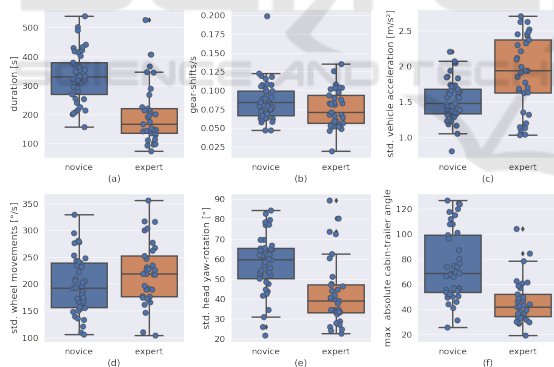 duration [s]
500
400
300
200
100
novice
expert
(a)
gear-shifts/s
0.200
0.175
0.150
0.125
0.100
0.075
0.050
0.025
novice
expert
(b)
std. vehicle acceleration [m/s²]
2.5
2.0
1.5
1.0
novice
expert
(c)
SCIENCE AND TECH
std. wheel movements [°/s]
350
300
250
200
150
100
novice
expert
(d)
std. head yaw-rotation [°]
90
80
70
60
50
40
30
20
novice
expert
(e)
max absolute cabin-trailer angle
120
100
80
60
40
20
novice
expert
(f)